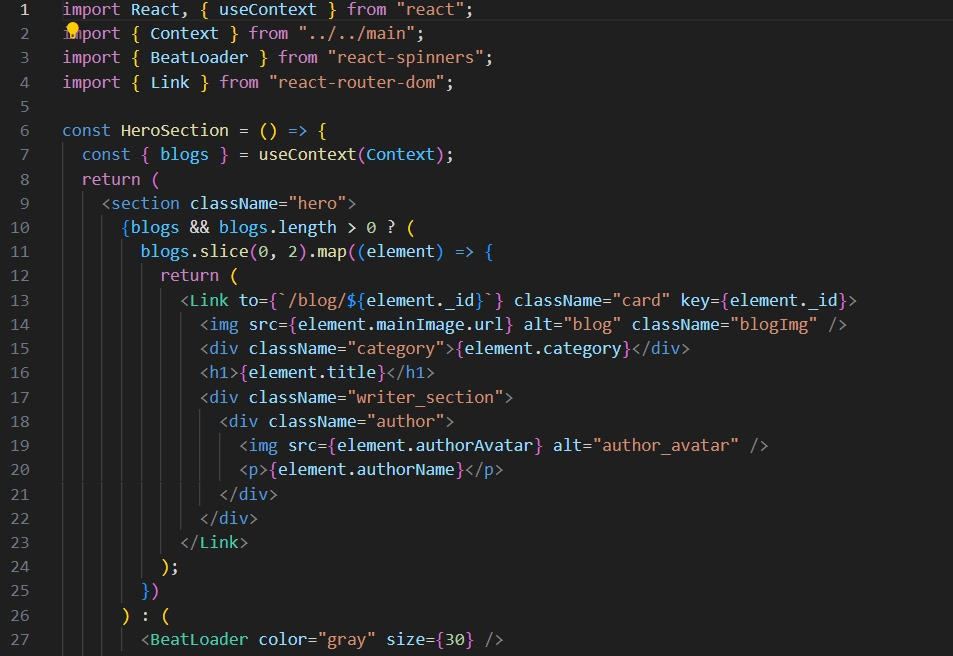 1 import React, { useContext } from "react";
2 import { Context } from "../../main";
3 import { BeatLoader } from "react-spinners";
4 import { Link } from "react-router-dom";
5
6 const HeroSection = () => {
7   const { blogs } = useContext(Context);
8   return (
9     <section className="hero">
10       {blogs && blogs.length > 0 ? (
11         blogs.slice(0, 2).map((element) => {
12           return (
13             <Link to={`/blog/${element._id}`} className="card" key={element._id}>
14               <img src={element.mainImage.url} alt="blog" className="blogImg" />
15               <div className="category">{element.category}</div>
16               <h1>{element.title}</h1>
17               <div className="writer_section">
18                 <div className="author">
19                   <img src={element.authorAvatar} alt="author_avatar" />
20                   <p>{element.authorName}</p>
21                 </div>
22               </div>
23             </Link>
24           );
25         })
26       ) : (
27         <BeatLoader color="gray" size={30} />